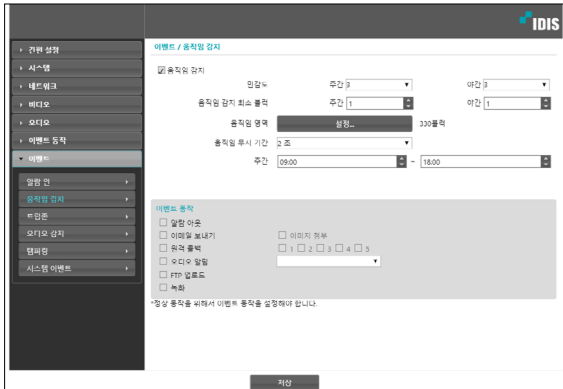 IDIS
간편 설정
시스템
네트워크
비디오
오디오
이벤트 동작
이벤트
알람 인
움직임 감지
트립존
오디오 감지
탬퍼링
시스템 이벤트
이벤트 / 움직임 감지
움직임 감지
민감도 주간 3 야간 3
움직임 감지 최소 블럭 주간 1 야간 1
움직임 영역 설정... 330블럭
움직임 무시 기간 2 초
주간 09:00 ~ 18:00
이벤트 동작
알람 아웃
이메일 보내기 이미지 첨부
원격 콜백 1 2 3 4 5
오디오 알림
FTP 업로드
녹화
*정상 동작을 위해서 이벤트 동작을 설정해야 합니다.
저장